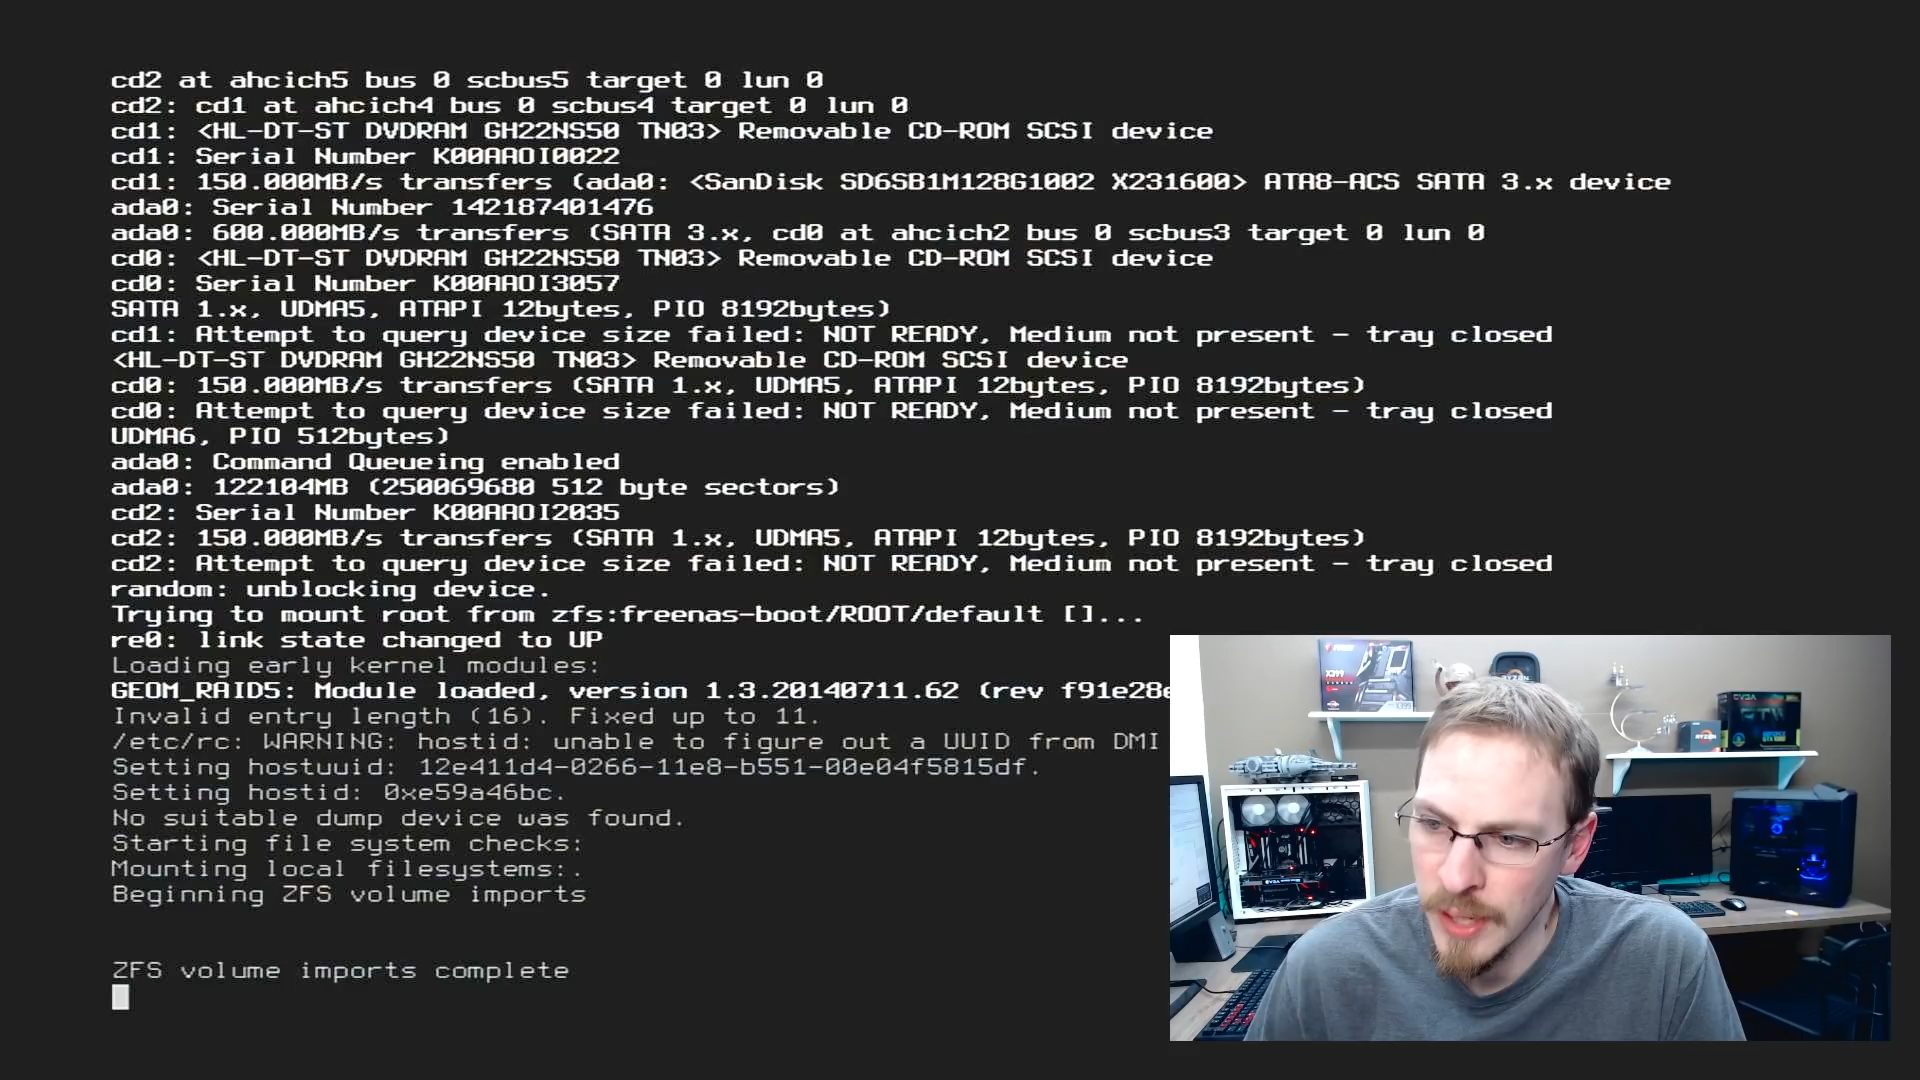 cd2 at ahcich5 bus 0 scbus5 target 0 lun 0
cd2: cd1 at ahcich4 bus 0 scbus4 target 0 lun 0
cd1: <HL-DT-ST DVDRAM GH22NS50 TN03> Removable CD-ROM SCSI device
cd1: Serial Number K00AAOI0022
cd1: 150.000MB/s transfers (ada0: <SanDisk SD6SB1M128G1002 X231600> ATA8-ACS SATA 3.x device
ada0: Serial Number 142187401476
ada0: 600.000MB/s transfers (SATA 3.x, cd0 at ahcich2 bus 0 scbus3 target 0 lun 0
cd0: <HL-DT-ST DVDRAM GH22NS50 TN03> Removable CD-ROM SCSI device
cd0: Serial Number K00AAOI3057
SATA 1.x, UDMA5, ATAPI 12bytes, PIO 8192bytes)
cd1: Attempt to query device size failed: NOT READY, Medium not present - tray closed
<HL-DT-ST DVDRAM GH22NS50 TN03> Removable CD-ROM SCSI device
cd0: 150.000MB/s transfers (SATA 1.x, UDMA5, ATAPI 12bytes, PIO 8192bytes)
cd0: Attempt to query device size failed: NOT READY, Medium not present - tray closed
UDMA6, PIO 512bytes)
ada0: Command Queueing enabled
ada0: 122104MB (250069680 512 byte sectors)
cd2: Serial Number K00AAOI2035
cd2: 150.000MB/s transfers (SATA 1.x, UDMA5, ATAPI 12bytes, PIO 8192bytes)
cd2: Attempt to query device size failed: NOT READY, Medium not present - tray closed
random: unblocking device.
Trying to mount root from zfs:freenas-boot/ROOT/default []...
re0: link state changed to UP
Loading early kernel modules:
GEOM_RAID5: Module loaded, version 1.3.20140711.62 (rev f91e28e
Invalid entry length (16). Fixed up to 11.
/etc/rc: WARNING: hostid: unable to figure out a UUID from DMI
Setting hostuuid: 12e411d4-0266-11e8-b551-00e04f5815df.
Setting hostid: 0xe59a46bc.
No suitable dump device was found.
Starting file system checks:
Mounting local filesystems:.
Beginning ZFS volume imports
ZFS volume imports complete
X399
RYZEN
EVGA